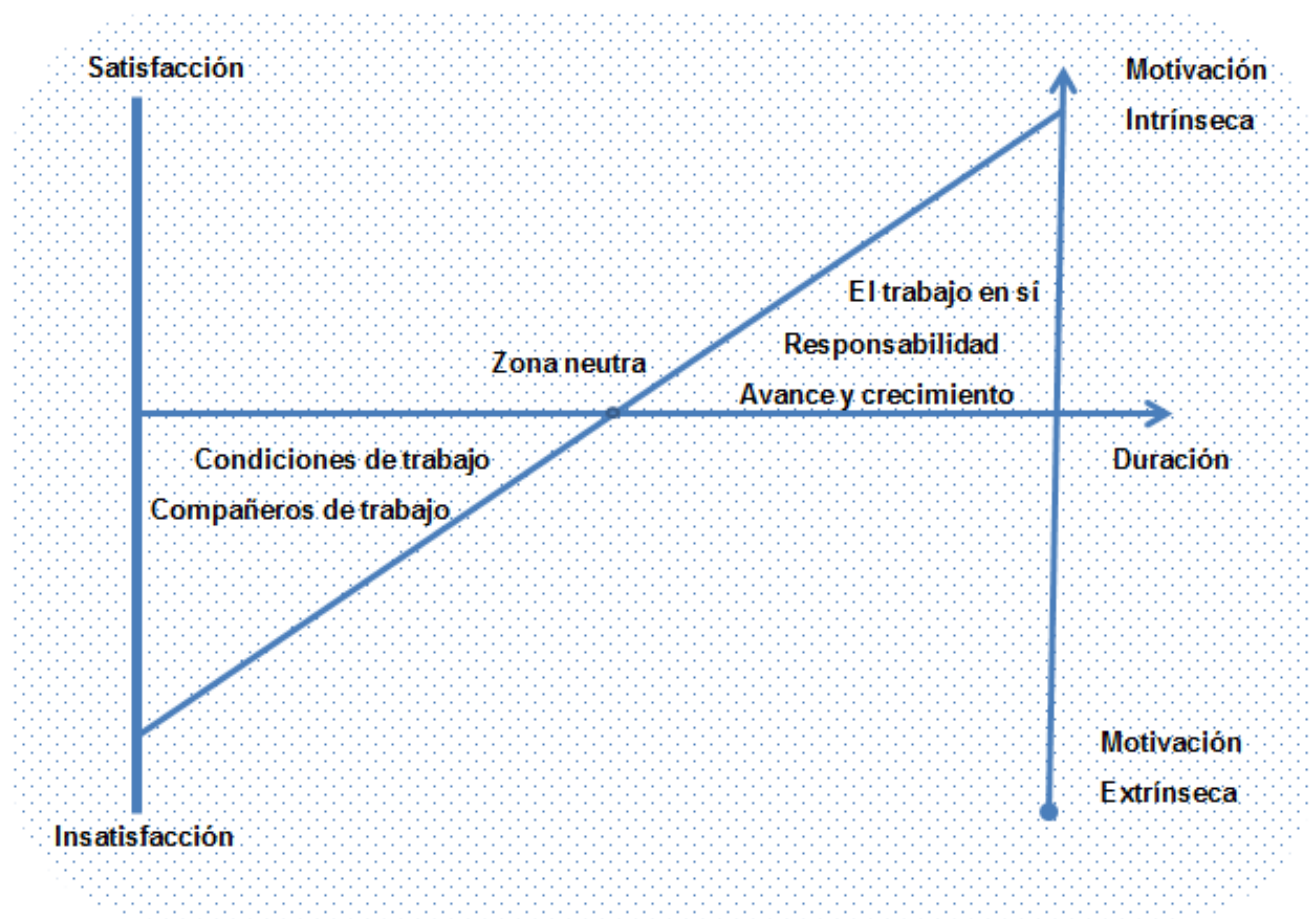 Satisfacción
Motivación
Intrínseca
El trabajo en sí
Responsabilidad
Zona neutra
Avance y crecimiento
Condiciones de trabajo
Duración
Compañeros de trabajo
Motivación
Extrínseca
Insatisfacción